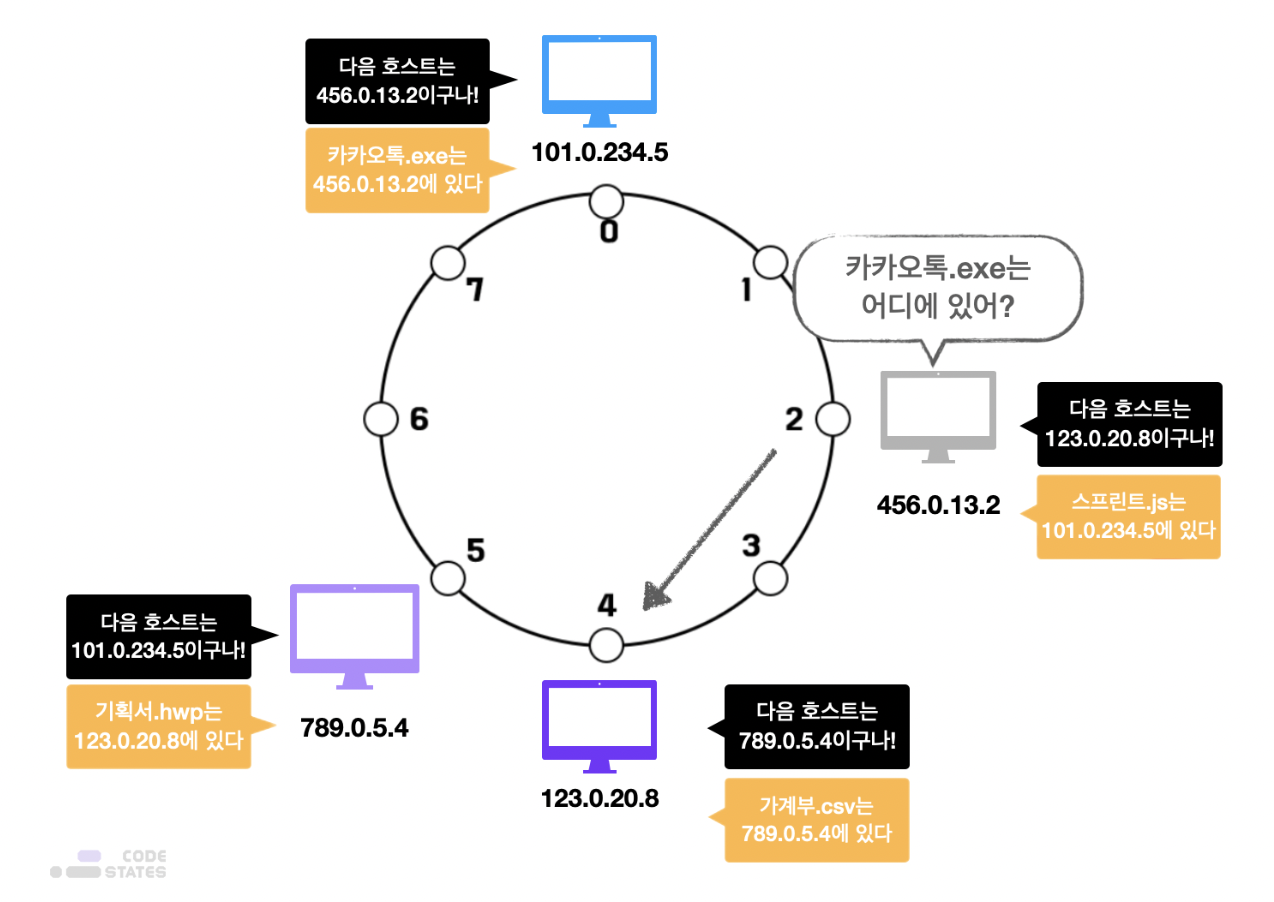 다음 호스트는
456.0.13.2이구나!
카카오톡.exe는
456.0.13.2에 있다
101.0.234.5
0
1
2
3
4
5
6
7
카카오톡.exe는
어디에 있어?
456.0.13.2
다음 호스트는
123.0.20.8이구나!
스프린트.js는
101.0.234.5에 있다
다음 호스트는
101.0.234.5이구나!
기획서.hwp는
123.0.20.8에 있다
789.0.5.4
123.0.20.8
다음 호스트는
789.0.5.4이구나!
가계부.csv는
789.0.5.4에 있다
CODE
STATES